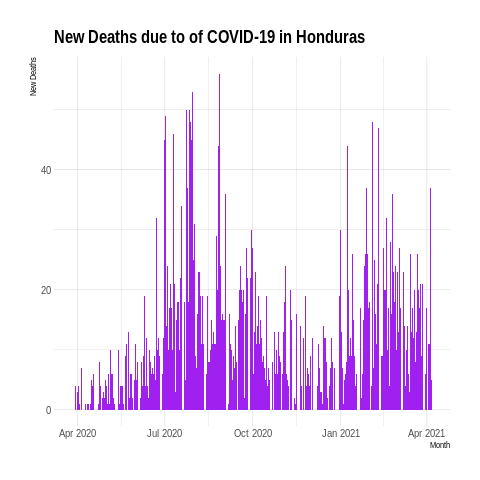 New Deaths due to of COVID-19 in Honduras
New Deaths
40
20
0
Apr 2020 Jul 2020 Oct 2020 Jan 2021 Apr 2021
Month